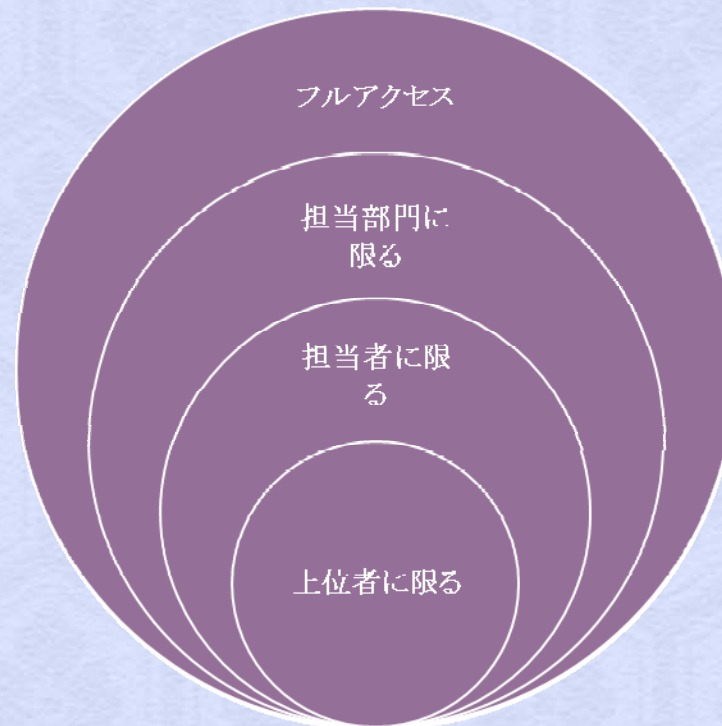 フルアクセス
担当部門に
限る
担当者に限
る
上位者に限る